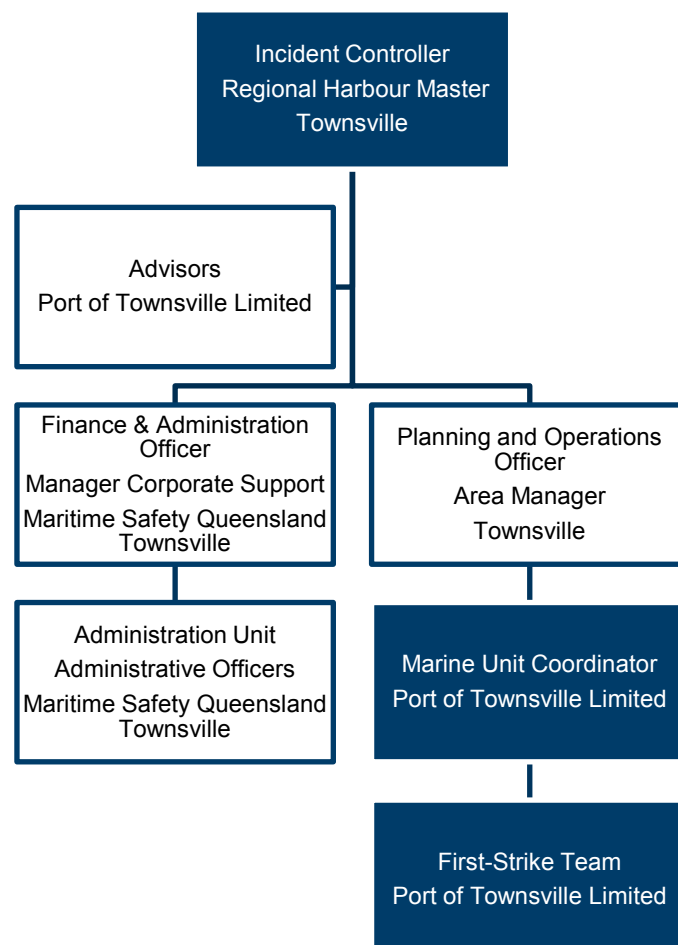 Incident Controller
Regional Harbour Master
Townsville
Advisors
Port of Townsville Limited
Finance & Administration
Officer
Manager Corporate Support
Maritime Safety Queensland
Townsville
Planning and Operations
Officer
Area Manager
Townsville
Administration Unit
Administrative Officers
Maritime Safety Queensland
Townsville
Marine Unit Coordinator
Port of Townsville Limited
First-Strike Team
Port of Townsville Limited